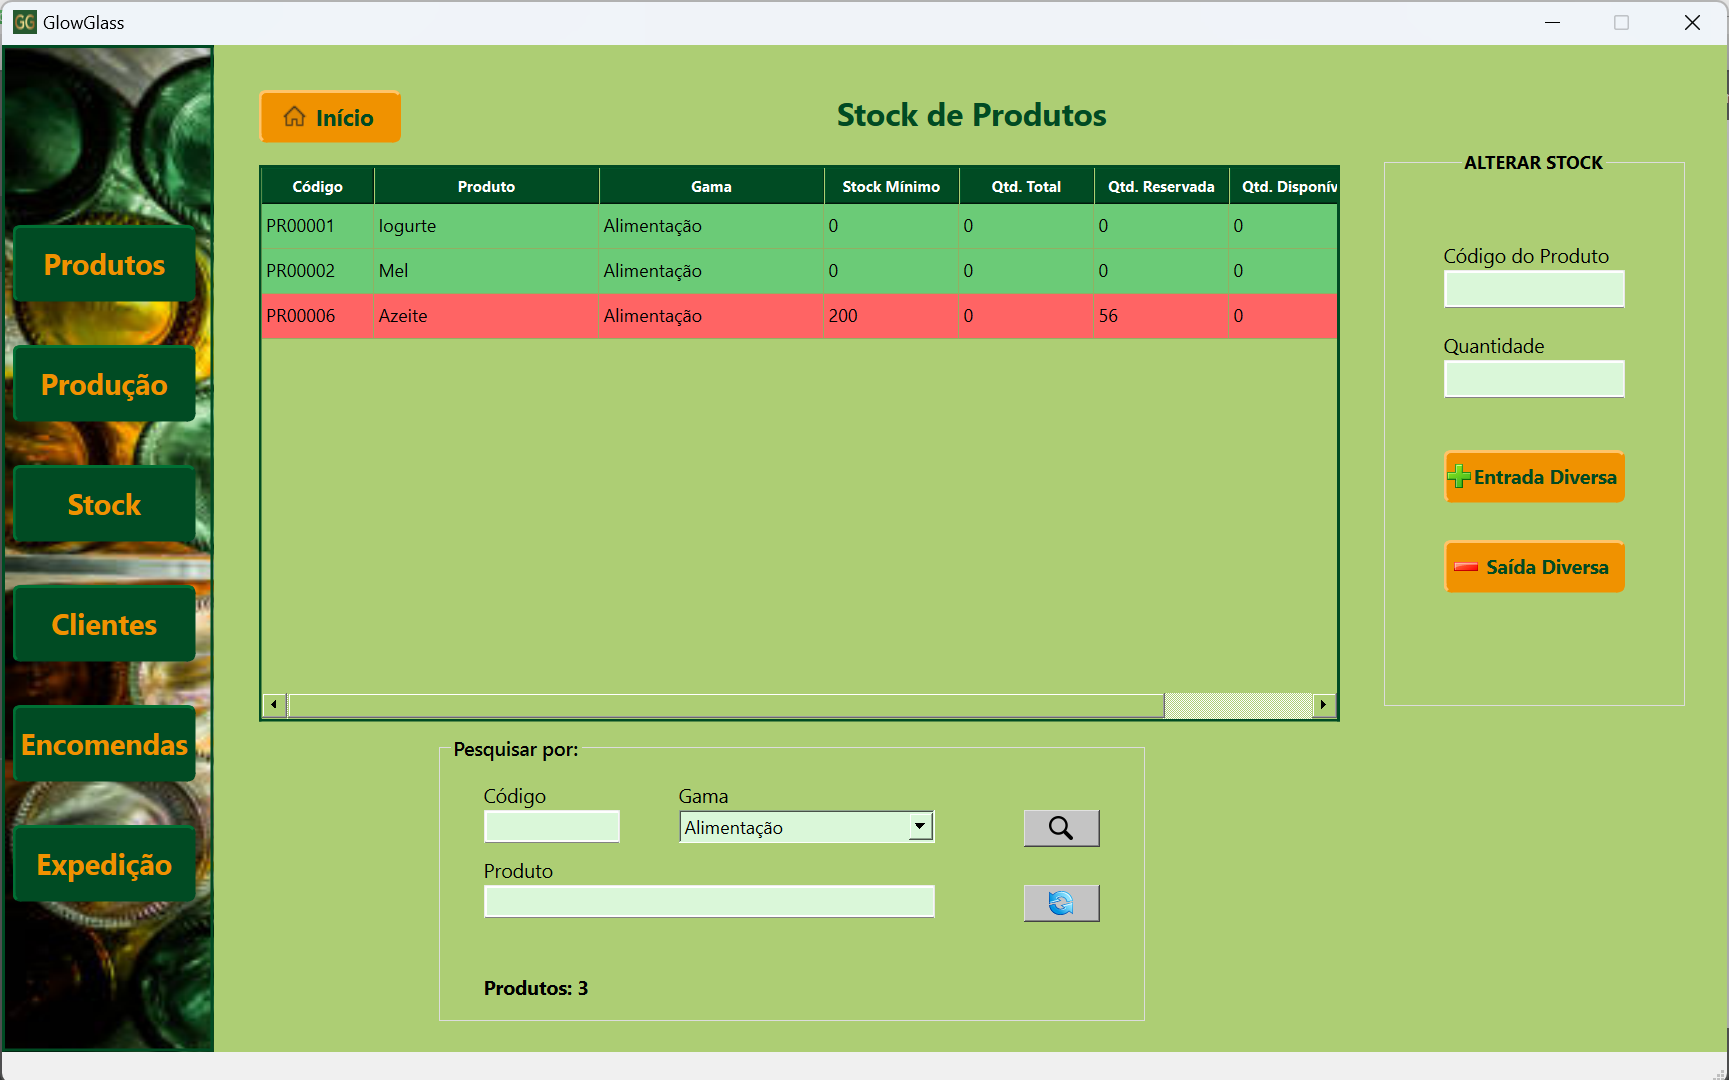 GG GlowGlass
Início
Stock de Produtos
Produtos
Produção
Stock
Clientes
Encomendas
Expedição
Código Produto Gama Stock Mínimo Qtd. Total Qtd. Reservada Qtd. Disponív
PR00001 Iogurte Alimentação 0 0 0 0
PR00002 Mel Alimentação 0 0 0 0
PR00006 Azeite Alimentação 200 0 56 0
ALTERAR STOCK
Código do Produto
Quantidade
Entrada Diversa
Saída Diversa
Pesquisar por:
Código Gama
Alimentação
Produto
Produtos: 3